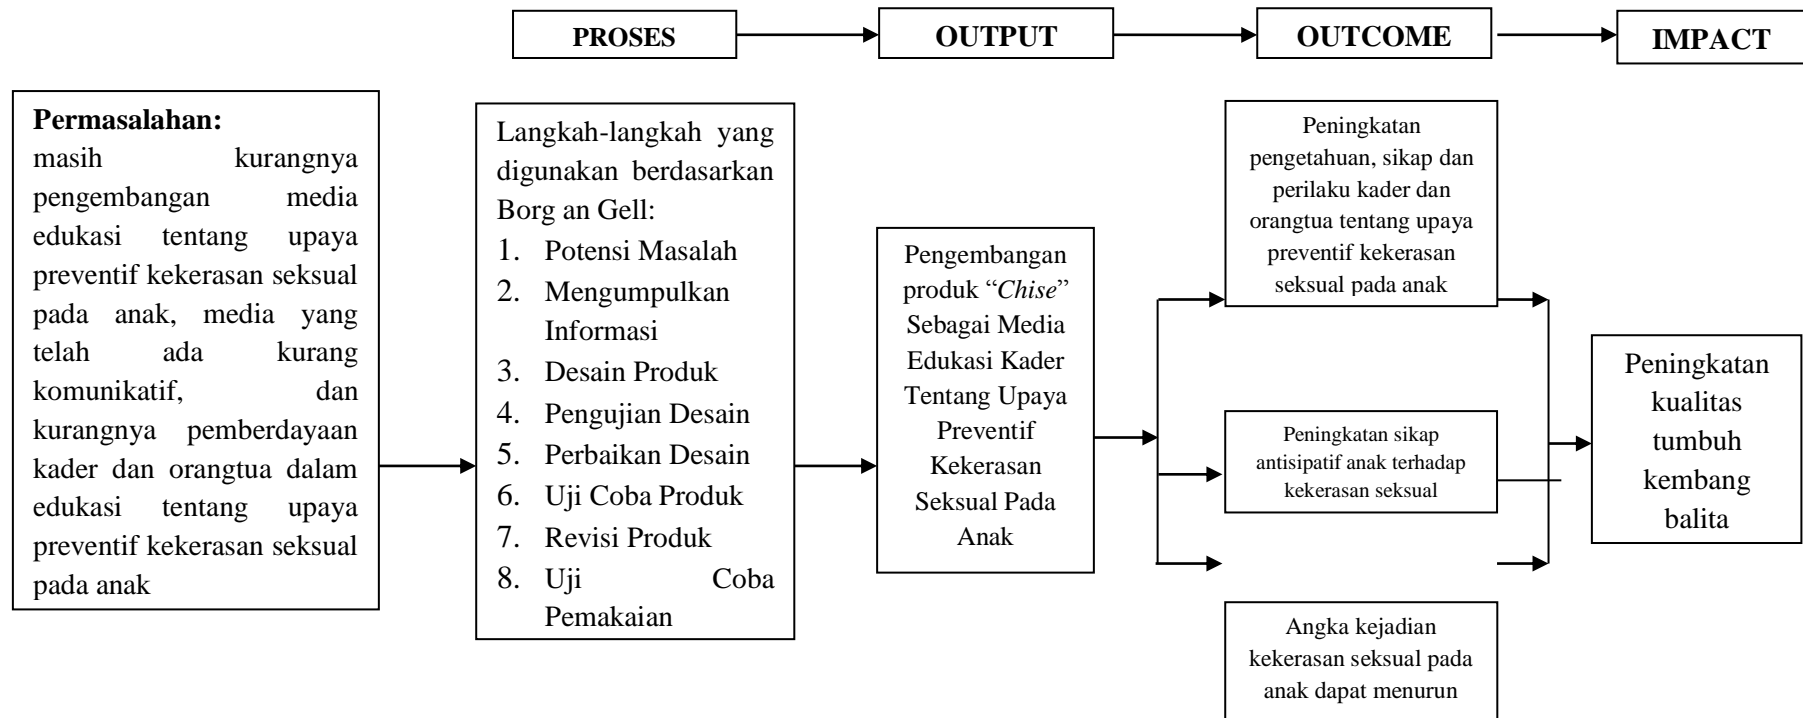 PROSES
OUTPUT
OUTCOME
IMPACT
Permasalahan:
masih kurangnya
pengembangan media
edukasi tentang upaya
preventif kekerasan seksual
pada anak, media yang
telah ada kurang
komunikatif, dan
kurangnya pemberdayaan
kader dan orangtua dalam
edukasi tentang upaya
preventif kekerasan seksual
pada anak
Langkah-langkah yang
digunakan berdasarkan
Borg an Gell:
1. Potensi Masalah
2. Mengumpulkan
Informasi
3. Desain Produk
4. Pengujian Desain
5. Perbaikan Desain
6. Uji Coba Produk
7. Revisi Produk
8. Uji Coba
Pemakaian
Pengembangan
produk “Chise”
Sebagai Media
Edukasi Kader
Tentang Upaya
Preventif
Kekerasan
Seksual Pada
Anak
Peningkatan
pengetahuan, sikap dan
perilaku kader dan
orangtua tentang upaya
preventif kekerasan
seksual pada anak
Peningkatan sikap
antisipatif anak terhadap
kekerasan seksual
Angka kejadian
kekerasan seksual pada
anak dapat menurun
Peningkatan
kualitas
tumbuh
kembang
balita